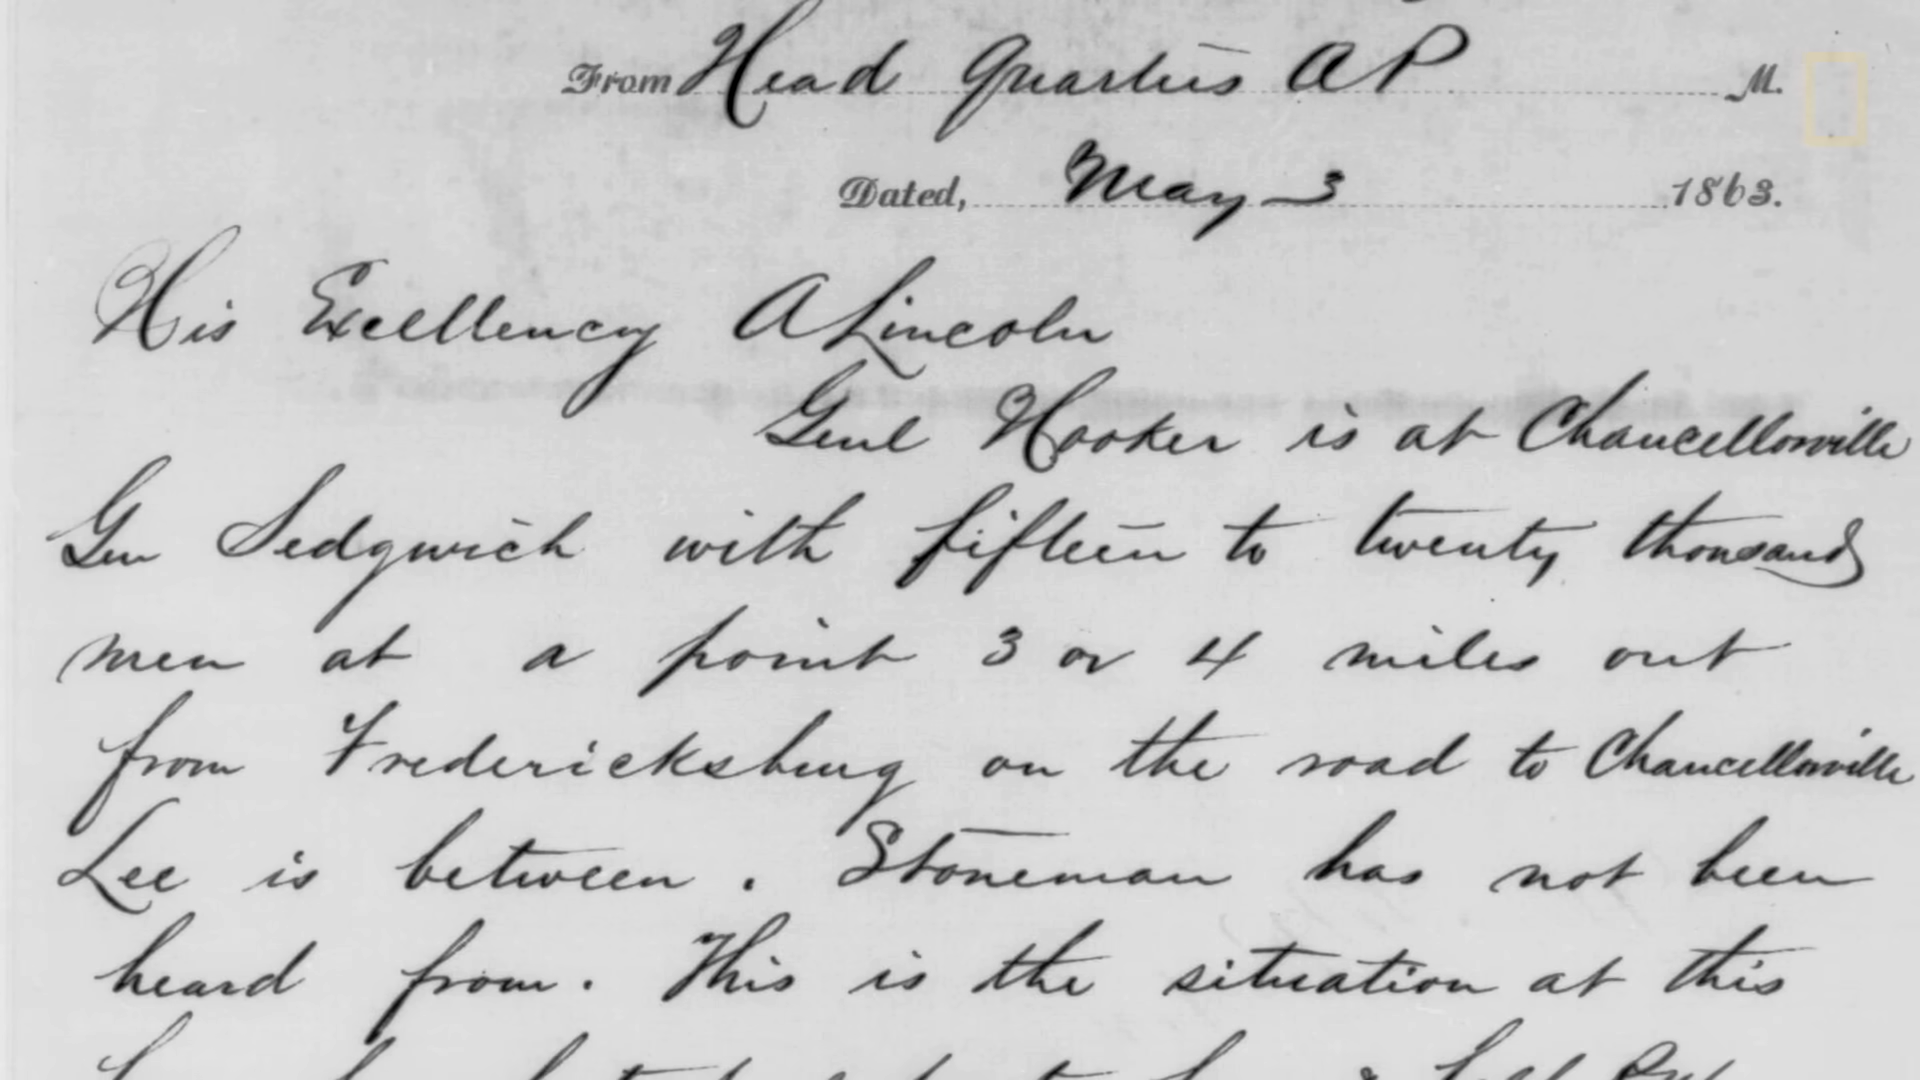 From Head Quarters A P M.
Dated, May 3 1863.
His Excellency A Lincoln
Genl Hooker is at Chancellorville
Gen Sedgwick with fifteen to twenty thousand
men at a point 3 or 4 miles out
from Fredericksburg on the road to Chancellorville
Lee is between. Stoneman has not been
heard from. This is the situation at this